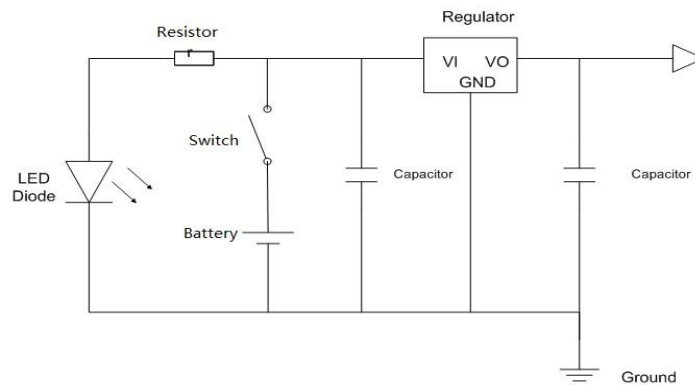 Regulator
Resistor
VI VO
GND
Switch
LED
Diode
Capacitor
Capacitor
Battery
Ground